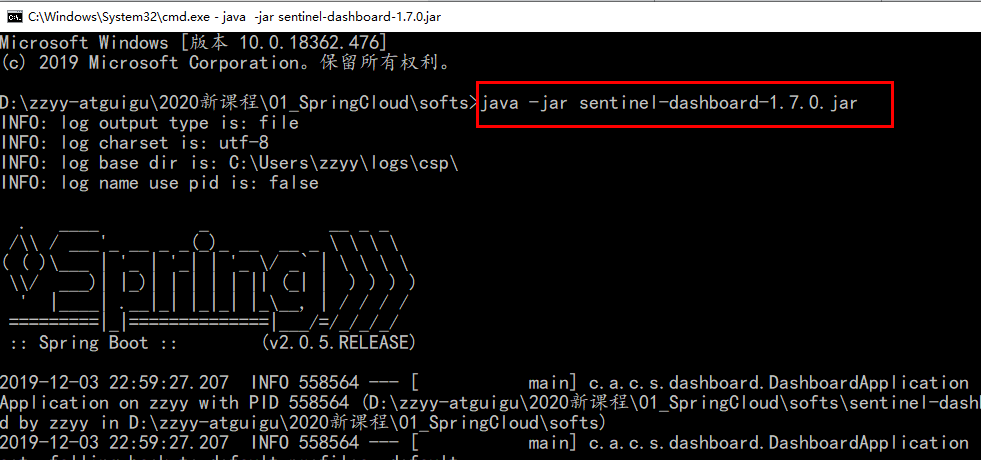 C:\Windows\System32\cmd.exe - java -jar sentinel-dashboard-1.7.0.jar
Microsoft Windows [版本 10.0.18362.476]
(c) 2019 Microsoft Corporation。保留所有权利。
D:\zzyy-atguigu\2020新课程\01_SpringCloud\softs>java -jar sentinel-dashboard-1.7.0.jar
INFO: log output type is: file
INFO: log charset is: utf-8
INFO: log base dir is: C:\Users\zzyy\logs\csp\
INFO: log name use pid is: false
:: Spring Boot :: (v2.0.5.RELEASE)
2019-12-03 22:59:27.207 INFO 558564 --- [ main] c.a.c.s.dashboard.DashboardApplication
Application on zzyy with PID 558564 (D:\zzyy-atguigu\2020新课程\01_SpringCloud\softs\sentinel-dash
d by zzyy in D:\zzyy-atguigu\2020新课程\01_SpringCloud\softs)
2019-12-03 22:59:27.207 INFO 558564 --- [ main] c.a.c.s.dashboard.DashboardApplication